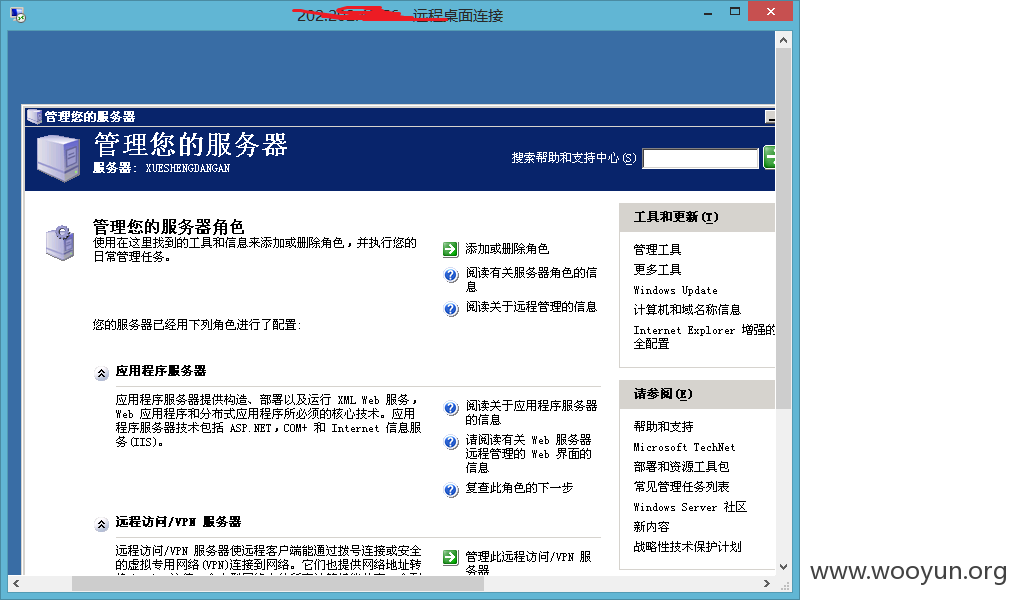 远程桌面连接
管理您的服务器
管理您的服务器
服务器： XUESHENGDANGAN
搜索帮助和支持中心(S)
管理您的服务器角色
使用在这里找到的工具和信息来添加或删除角色，并执行您的
日常管理任务。
添加或删除角色
阅读有关服务器角色的信
息
阅读关于远程管理的信息
您的服务器已经用下列角色进行了配置:
应用程序服务器
应用程序服务器提供构造、部署以及运行 XML Web 服务，
Web 应用程序和分布式应用程序所必须的核心技术。应用
程序服务器技术包括 ASP.NET，COM+ 和 Internet 信息服
务(IIS)。
阅读关于应用程序服务器
的信息
请阅读有关 Web 服务器
远程管理的 Web 界面的
信息
复查此角色的下一步
远程访问/VPN 服务器
远程访问/VPN 服务器使远程客户端能通过拨号连接或安全
的虚拟专用网络(VPN)连接到网络。它们也提供网络地址转
管理此远程访问/VPN 服
务器
工具和更新(T)
管理工具
更多工具
Windows Update
计算机和域名称信息
Internet Explorer 增强的
全配置
请参阅(E)
帮助和支持
Microsoft TechNet
部署和资源工具包
常见管理任务列表
Windows Server 社区
新内容
战略性技术保护计划
www.wooyun.org